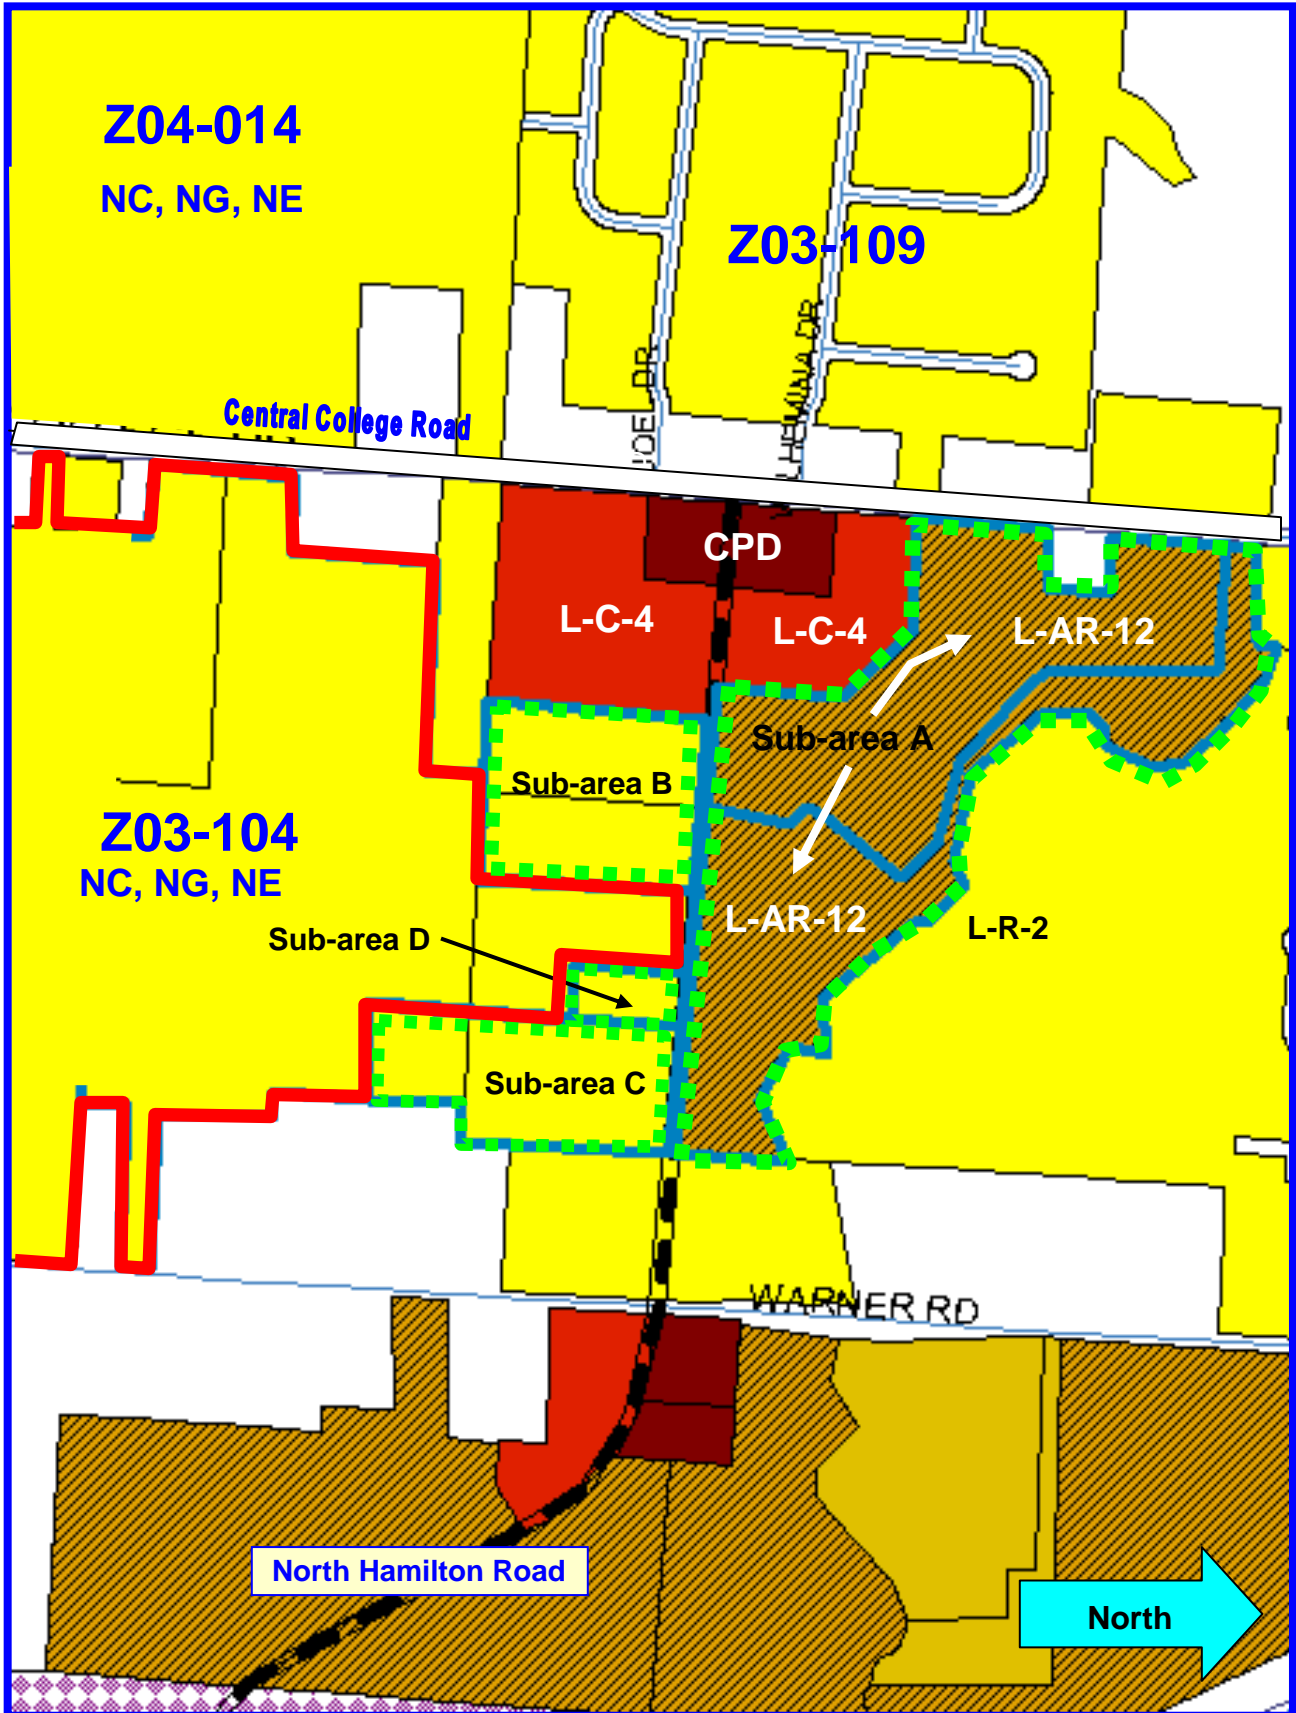 Z04-014
NC, NG, NE
Z03-109
JOE DR
Central College Road
CPD
L-C-4
L-C-4
L-AR-12
Sub-area A
Sub-area B
Z03-104
NC, NG, NE
L-AR-12
L-R-2
Sub-area D
Sub-area C
WARNER RD
North Hamilton Road
North